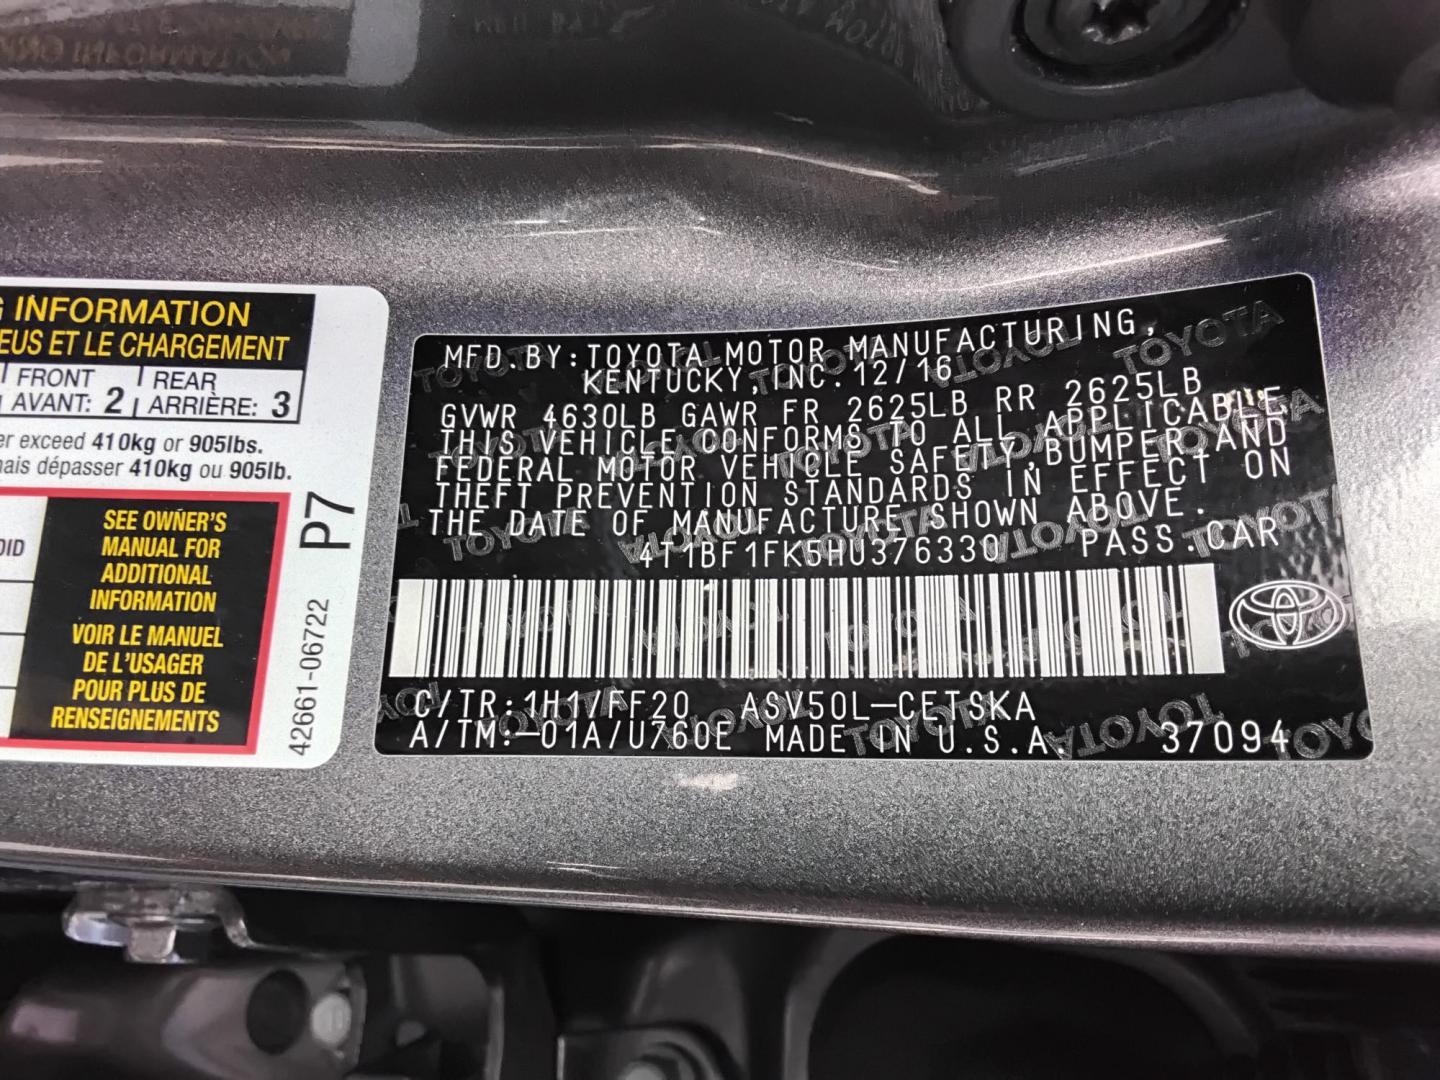 G INFORMATION
EUS ET LE CHARGEMENT
FRONT
AVANT: 2
REAR
ARRIÈRE: 3
er exceed 410kg or 905lbs.
nais dépasser 410kg ou 905lb.
OID
SEE OWNER'S
MANUAL FOR
ADDITIONAL
INFORMATION
VOIR LE MANUEL
DE L'USAGER
POUR PLUS DE
RENSEIGNEMENTS
P7
42661-06722
MFD.BY:TOYOTA MOTOR MANUFACTURING,
KENTUCKY,INC.12/16
GVWR 4630LB GAWR FR 2625LB RR 2625LB
THIS VEHICLE CONFORMS TO ALL APPLICABLE
FEDERAL MOTOR VEHICLE SAFETY,BUMPER AND
THEFT PREVENTION STANDARDS IN EFFECT ON
THE DATE OF MANUFACTURE SHOWN ABOVE.
4T1BF1FK5HU376330 PASS.CAR
C/TR:1H1/FF20 ASV50L-CETSKA
A/TM:-01A/U760E MADE IN U.S.A. 37094